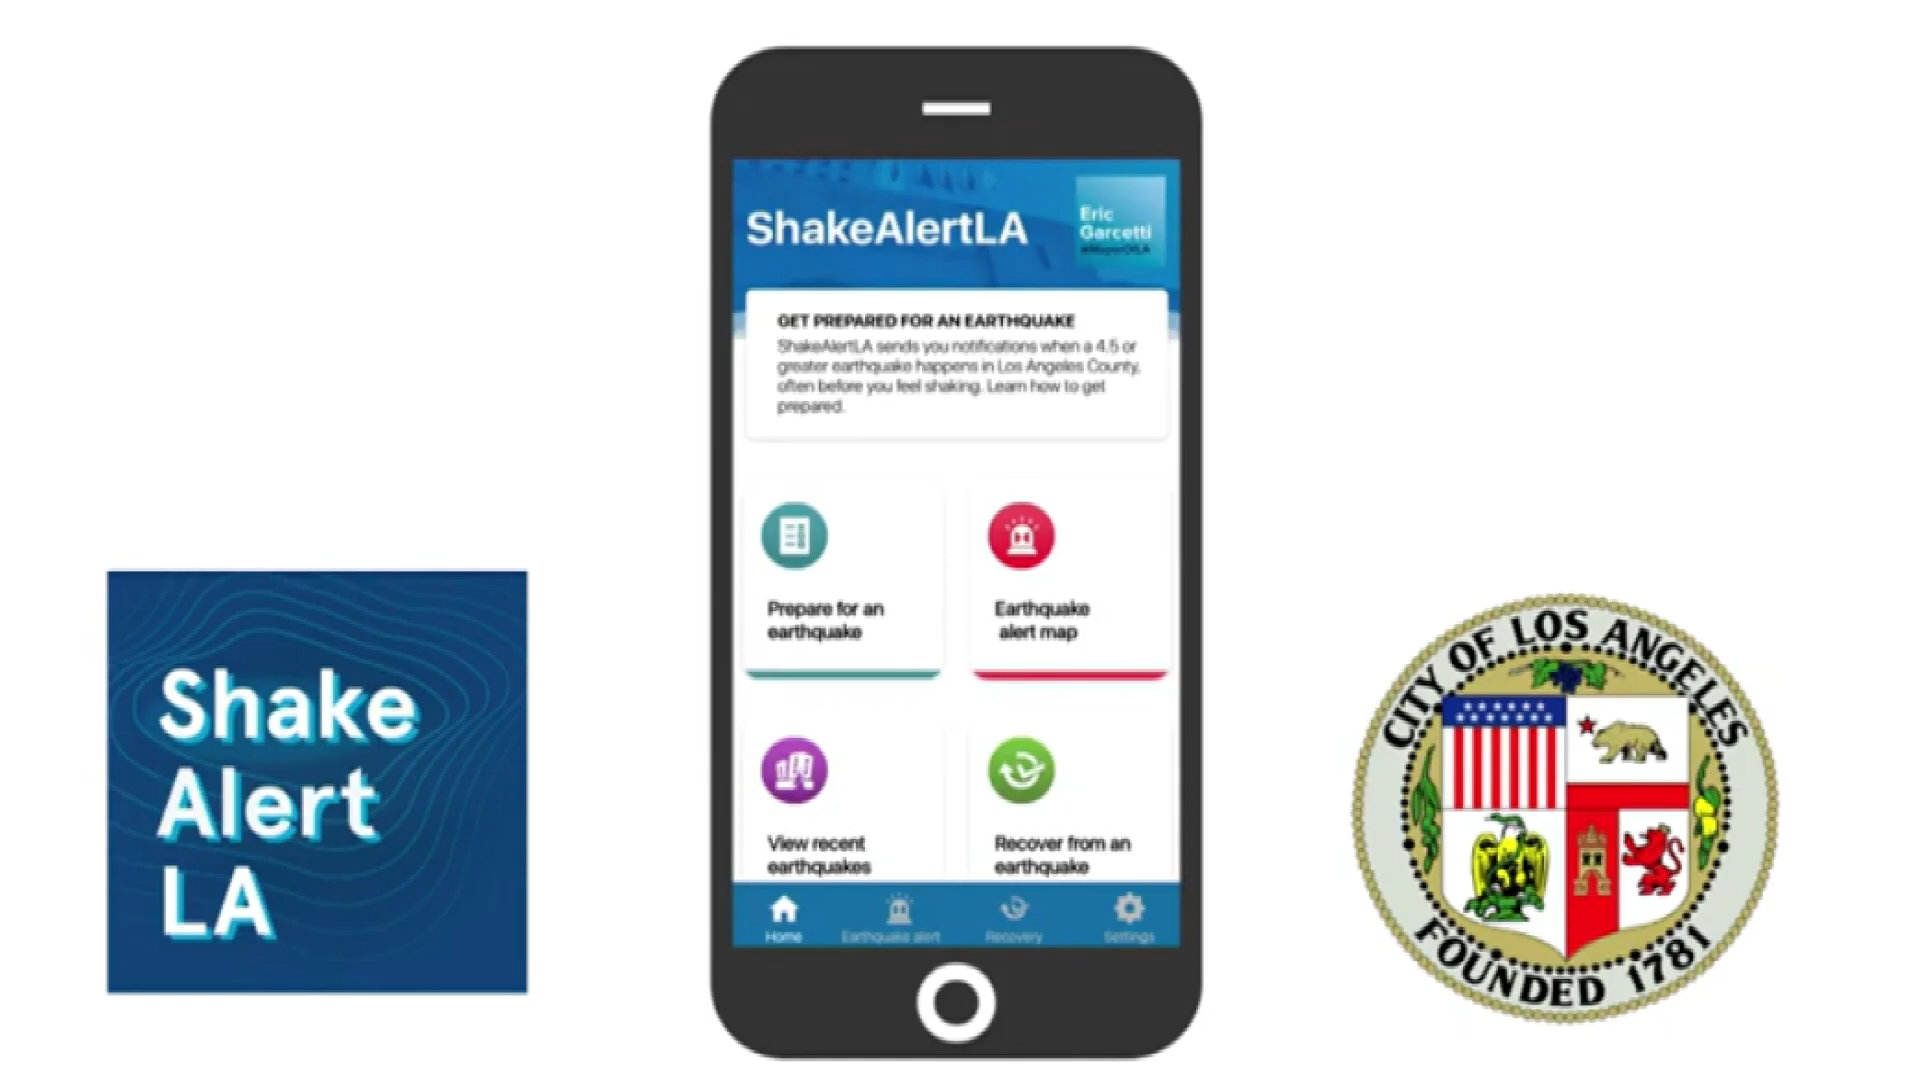 ShakeAlertLA
Eric
Garcetti
GET PREPARED FOR AN EARTHQUAKE
ShakeAlertLA sends you notifications when a 4.5 or
greater earthquake happens in Los Angeles County,
often before you feel shaking. Learn how to get
prepared.
Prepare for an
earthquake
Earthquake
alert map
View recent
earthquakes
Recover from an
earthquake
Home
Earthquake alert
Recovery
Settings
Shake
Alert
LA
CITY OF LOS ANGELES
FOUNDED 1781